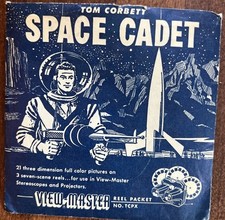 TOM CORBETT
SPACE CADET
21 three dimension full color pictures on
3 seven-scene reels... for use in View-Master
Stereoscopes and Projectors.
VIEW-MASTER
REEL PACKET
NO. TCPX